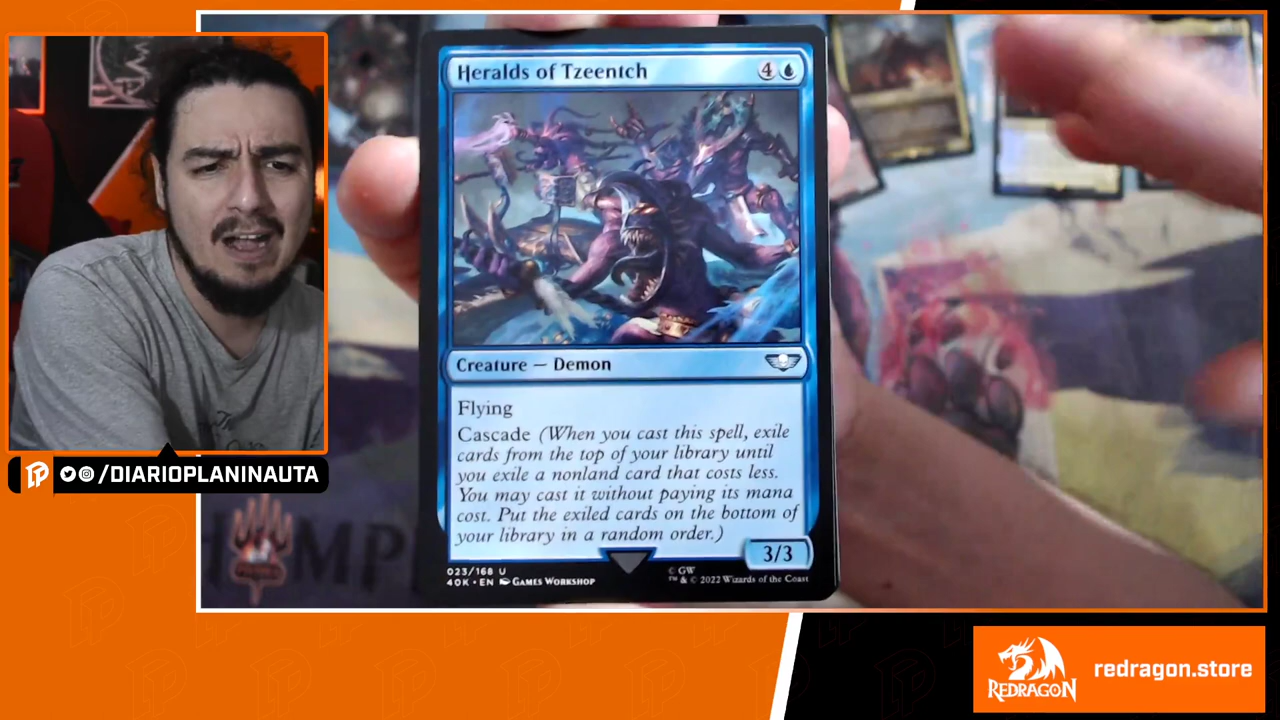 Heralds of Tzeentch 4
Creature — Demon
Flying
Cascade (When you cast this spell, exile
cards from the top of your library until
you exile a nonland card that costs less.
You may cast it without paying its mana
cost. Put the exiled cards on the bottom of
your library in a random order.)
3/3
023/168 U
40K • EN GAMES WORKSHOP
© GW
™ & © 2022 Wizards of the Coast
/DIARIOPLANINAUTA
REDRAGON
redragon.store